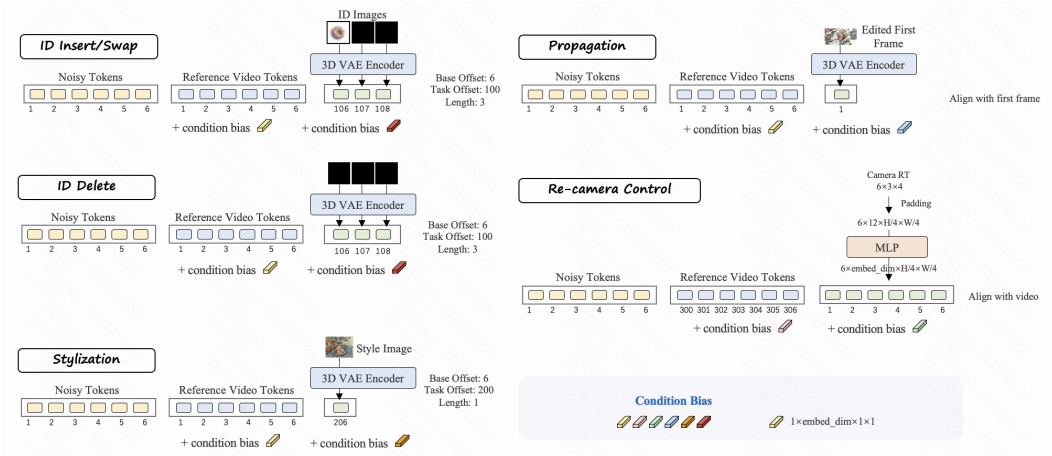 ID Insert/Swap
ID Images
3D VAE Encoder
Noisy Tokens
Reference Video Tokens
1 2 3 4 5 6
1 2 3 4 5 6
106 107 108
Base Offset: 6
Task Offset: 100
Length: 3
+ condition bias
+ condition bias
ID Delete
3D VAE Encoder
Noisy Tokens
Reference Video Tokens
1 2 3 4 5 6
1 2 3 4 5 6
106 107 108
Base Offset: 6
Task Offset: 100
Length: 3
+ condition bias
+ condition bias
Stylization
Style Image
3D VAE Encoder
Noisy Tokens
Reference Video Tokens
1 2 3 4 5 6
1 2 3 4 5 6
206
Base Offset: 6
Task Offset: 200
Length: 1
+ condition bias
+ condition bias
Propagation
Edited First
Frame
3D VAE Encoder
Noisy Tokens
Reference Video Tokens
1 2 3 4 5 6
1 2 3 4 5 6
1
Align with first frame
+ condition bias
+ condition bias
Re-camera Control
Camera RT
6×3×4
Padding
6×12×H/4×W/4
MLP
6×embed_dim×H/4×W/4
Noisy Tokens
Reference Video Tokens
1 2 3 4 5 6
300 301 302 303 304 305 306
1 2 3 4 5 6
Align with video
+ condition bias
+ condition bias
Condition Bias
1×embed_dim×1×1